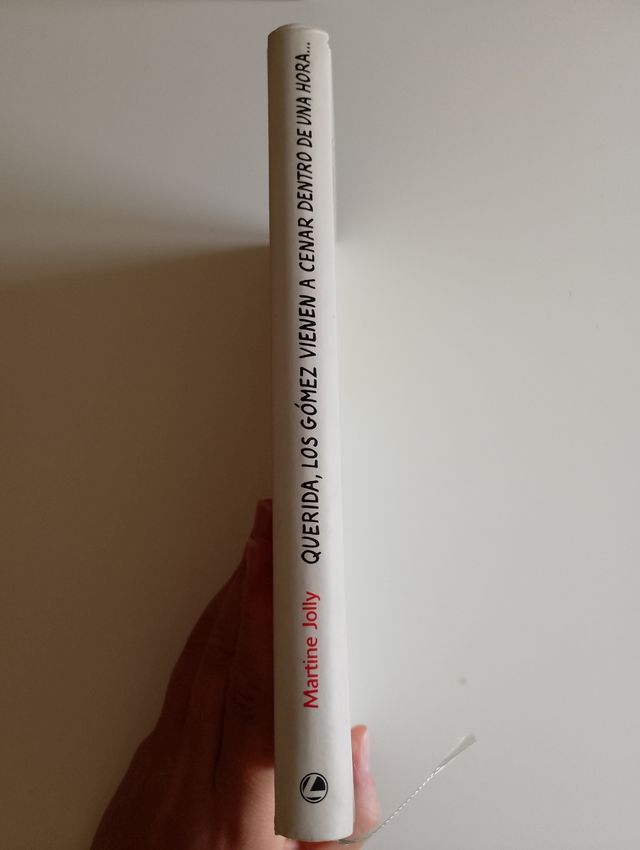 Martine Jolly QUERIDA, LOS GÓMEZ VIENEN A CENAR DENTRO DE UNA HORA...